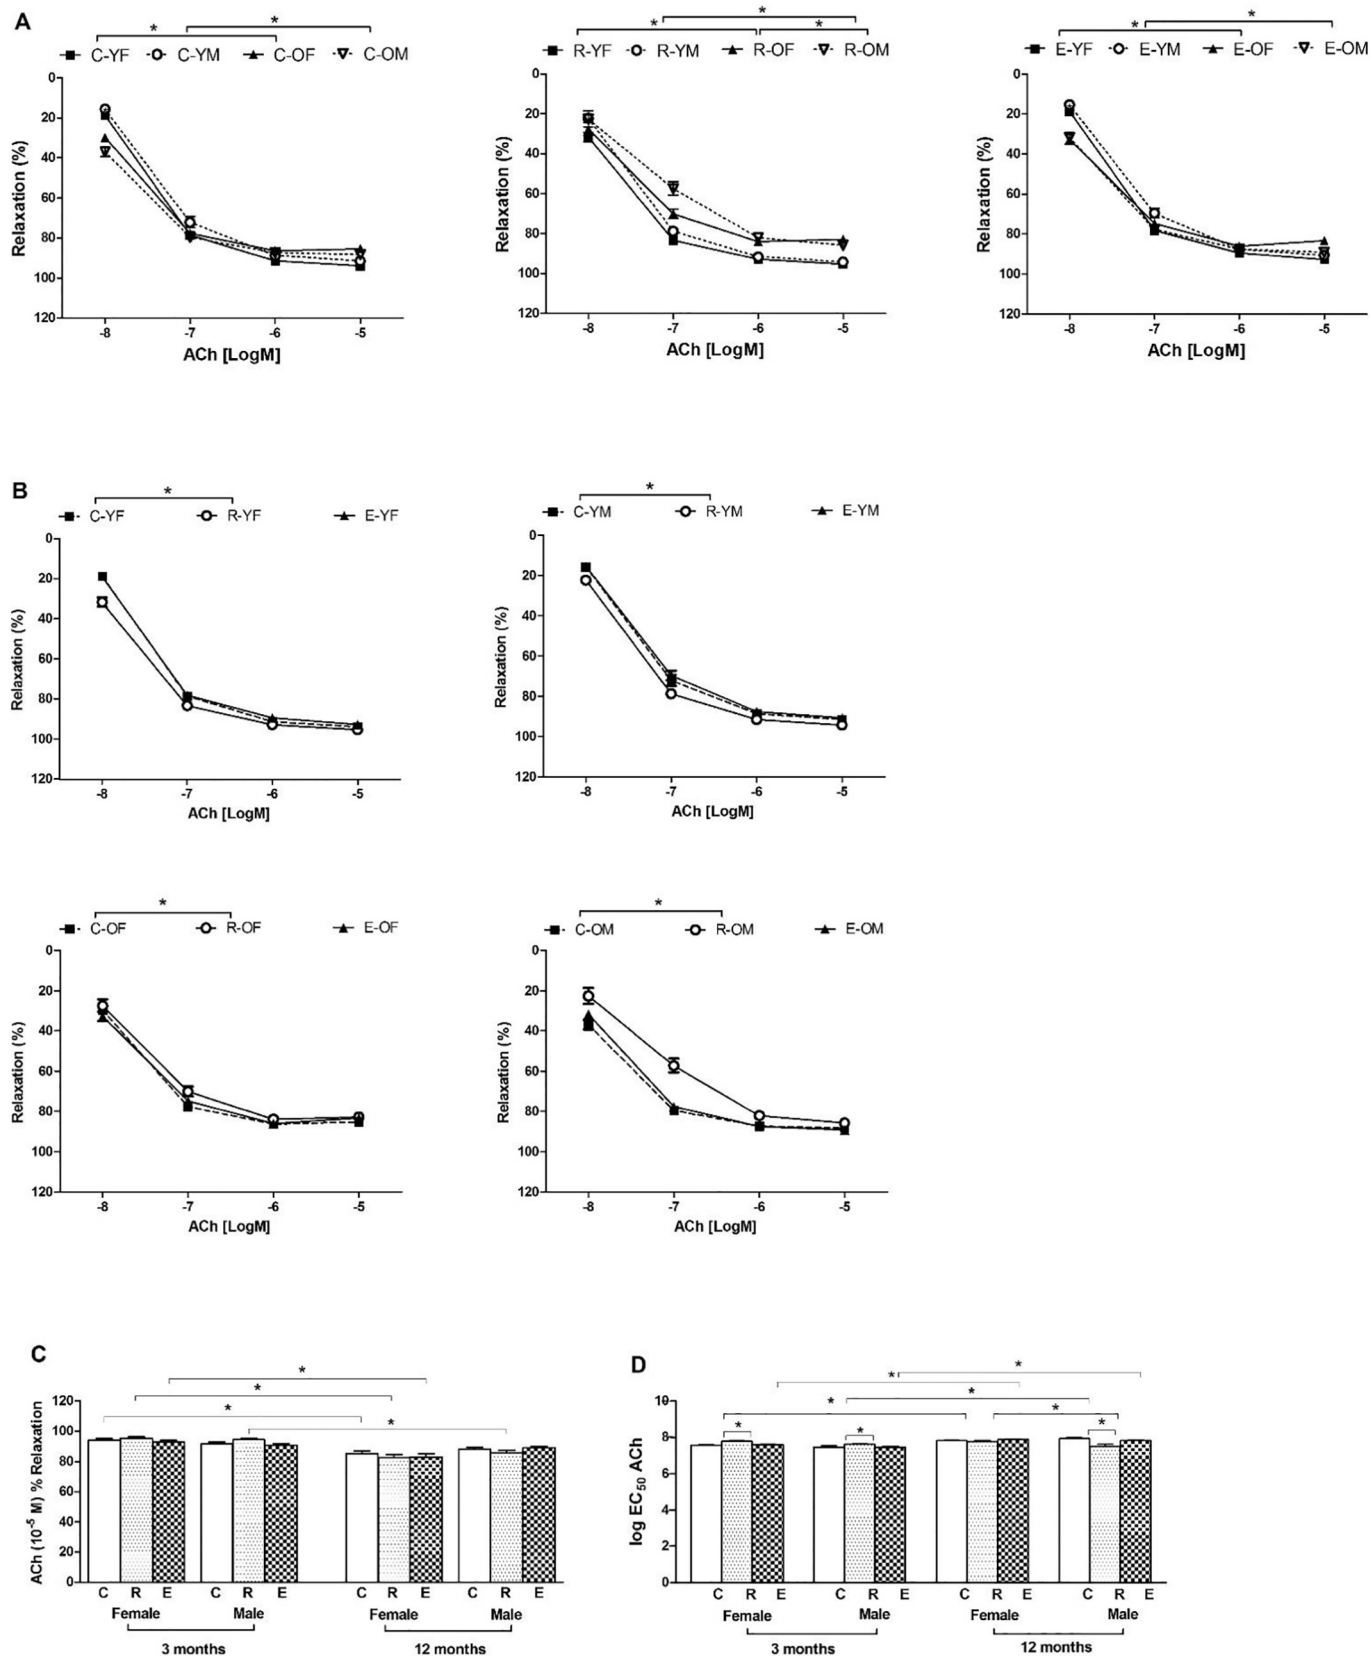 A
* *
C-YF C-YM C-OF C-OM
0
20
40
60
80
100
120
Relaxation (%)
-8 -7 -6 -5
ACh [LogM]
* * *
R-YF R-YM R-OF R-OM
0
20
40
60
80
100
120
Relaxation (%)
-8 -7 -6 -5
ACh [LogM]
* *
E-YF E-YM E-OF E-OM
0
20
40
60
80
100
120
Relaxation (%)
-8 -7 -6 -5
ACh [LogM]
B
*
C-YF R-YF E-YF
0
20
40
60
80
100
120
Relaxation (%)
-8 -7 -6 -5
ACh [LogM]
*
C-YM R-YM E-YM
0
20
40
60
80
100
120
Relaxation (%)
-8 -7 -6 -5
ACh [LogM]
*
C-OF R-OF E-OF
0
20
40
60
80
100
120
Relaxation (%)
-8 -7 -6 -5
ACh [LogM]
*
C-OM R-OM E-OM
0
20
40
60
80
100
120
Relaxation (%)
-8 -7 -6 -5
ACh [LogM]
C
*
*
*
*
120
100
80
60
40
20
0
ACh (10⁻⁵ M) % Relaxation
C R E C R E C R E C R E
Female Male Female Male
3 months 12 months
D
*
*
*
*
*
*
*
*
10
8
6
4
2
0
log EC₅₀ ACh
C R E C R E C R E C R E
Female Male Female Male
3 months 12 months